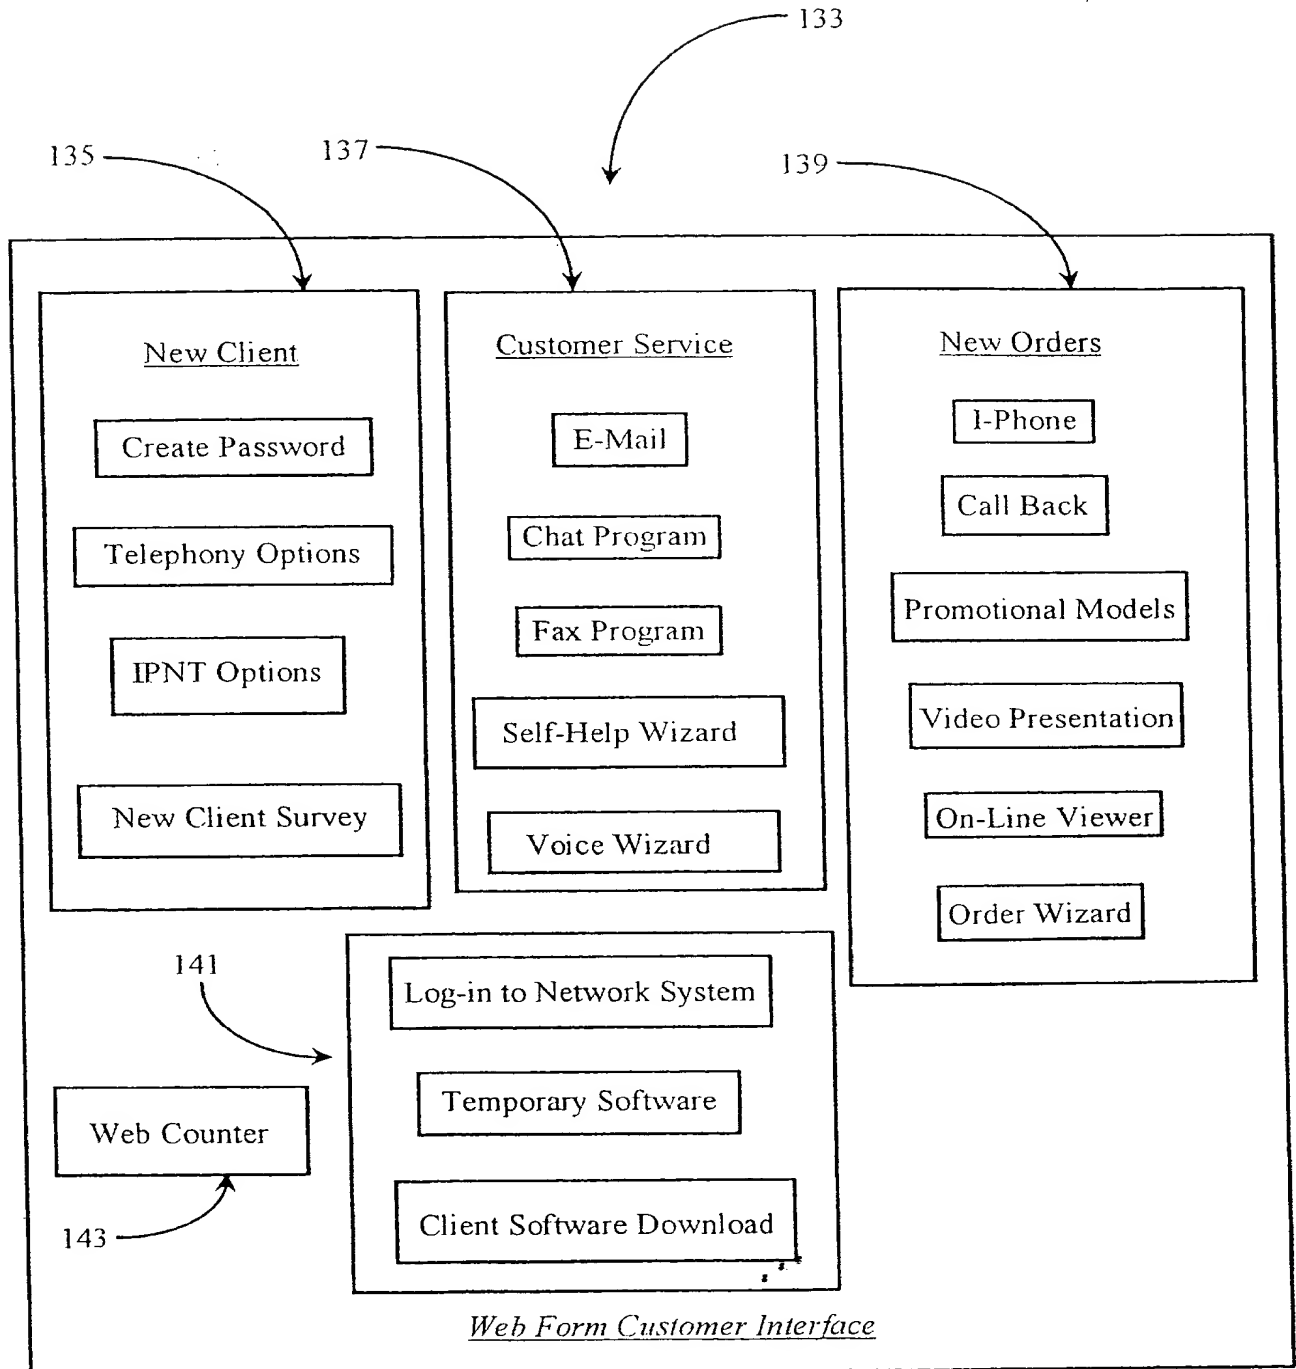 133
135
137
139
New Client
Create Password
Telephony Options
IPNT Options
New Client Survey
Customer Service
E-Mail
Chat Program
Fax Program
Self-Help Wizard
Voice Wizard
New Orders
I-Phone
Call Back
Promotional Models
Video Presentation
On-Line Viewer
Order Wizard
141
Log-in to Network System
Temporary Software
Client Software Download
Web Counter
143
Web Form Customer Interface